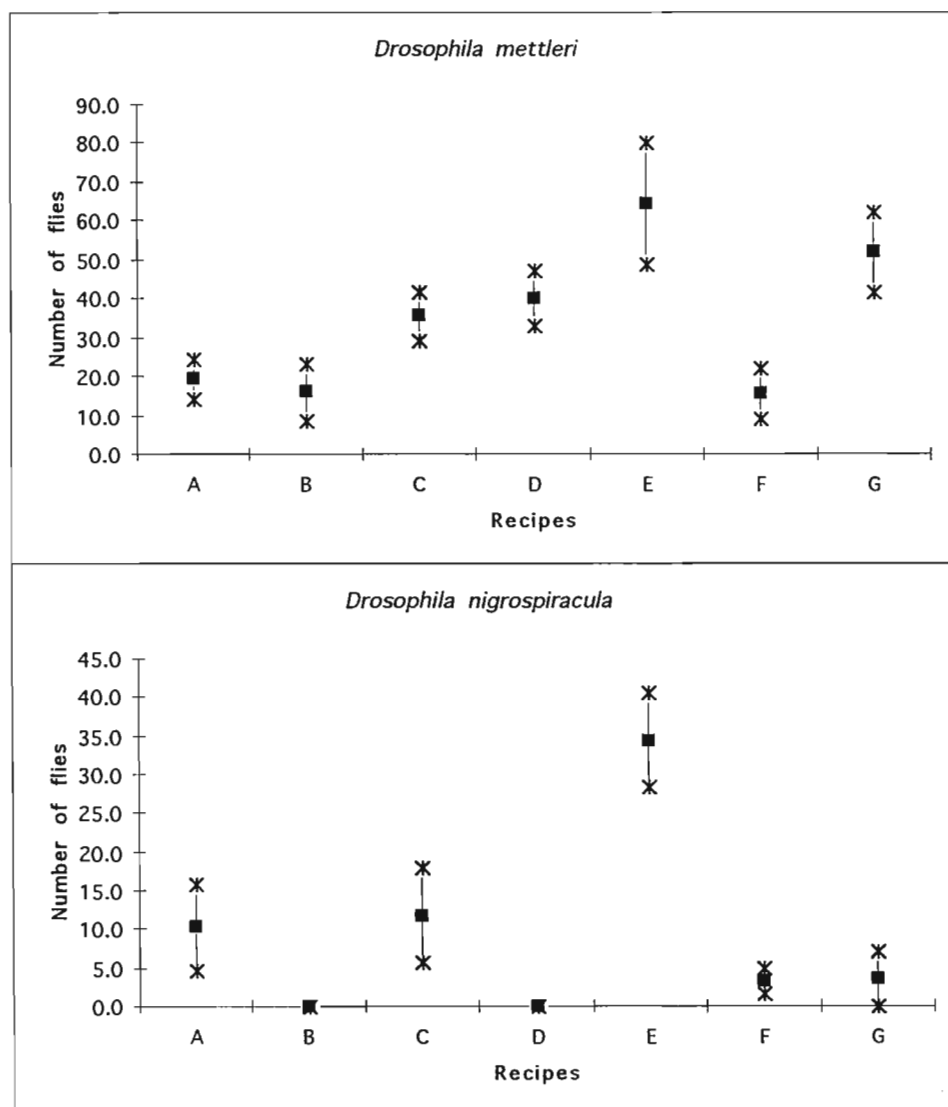 Drosophila mettleri
Number of flies
90.0
80.0
70.0
60.0
50.0
40.0
30.0
20.0
10.0
0.0
A B C D E F G
Recipes
Drosophila nigrospiracula
Number of flies
45.0
40.0
35.0
30.0
25.0
20.0
15.0
10.0
5.0
0.0
A B C D E F G
Recipes